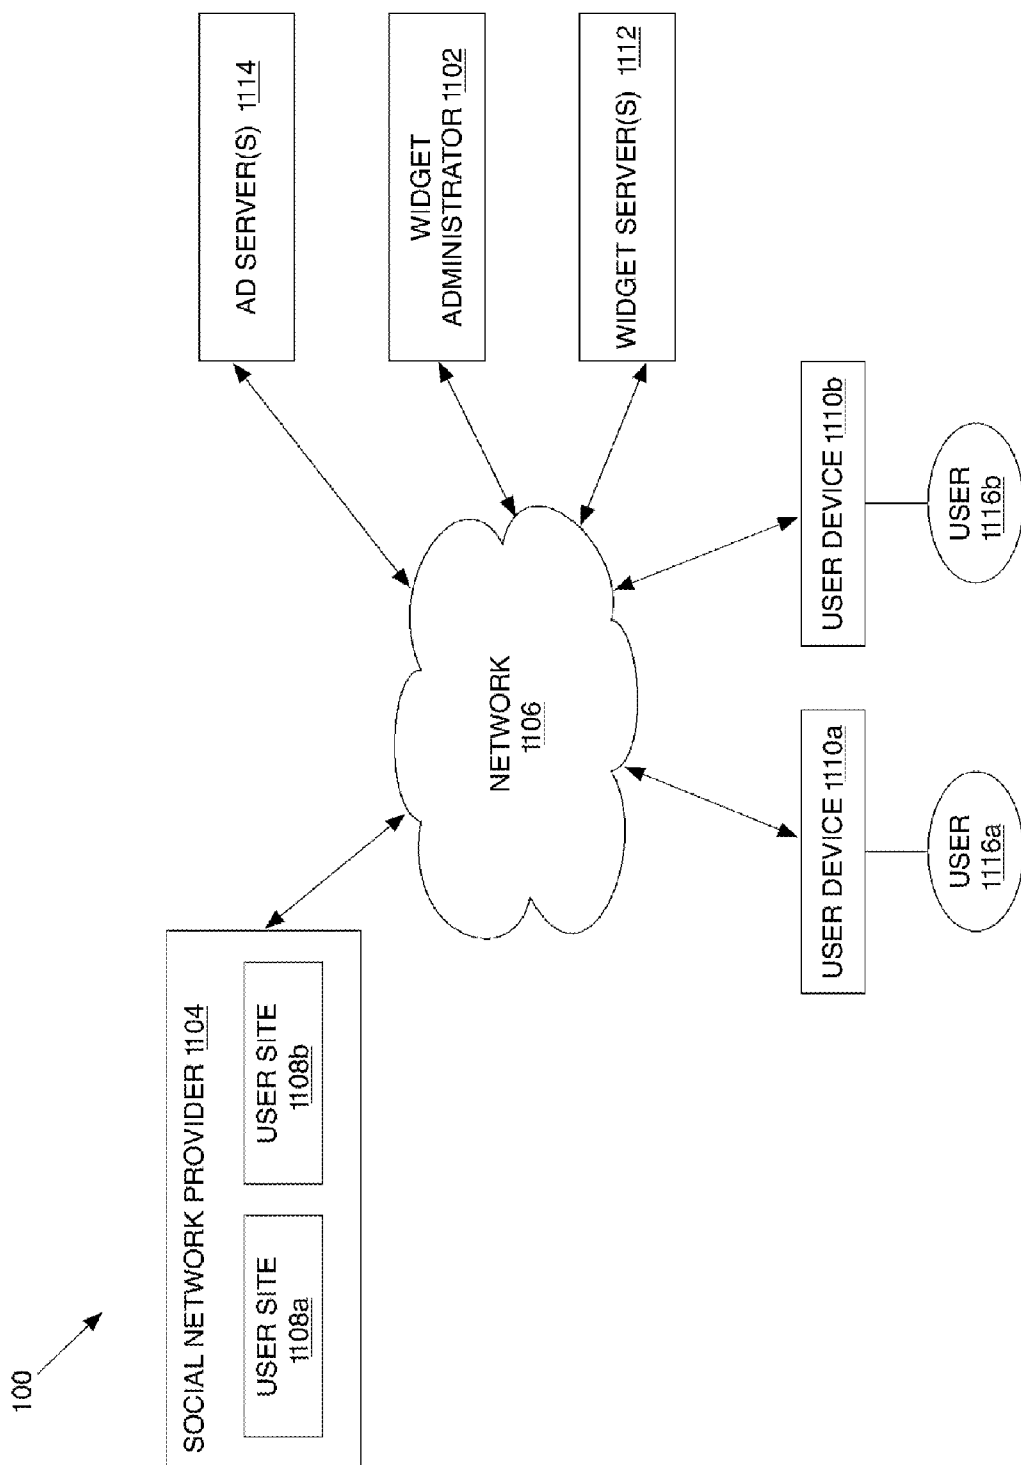 100
SOCIAL NETWORK PROVIDER 1104
USER SITE
1108a
USER SITE
1108b
NETWORK
1106
AD SERVER(S) 1114
WIDGET
ADMINISTRATOR 1102
WIDGET SERVER(S) 1112
USER DEVICE 1110a
USER DEVICE 1110b
USER
1116a
USER
1116b